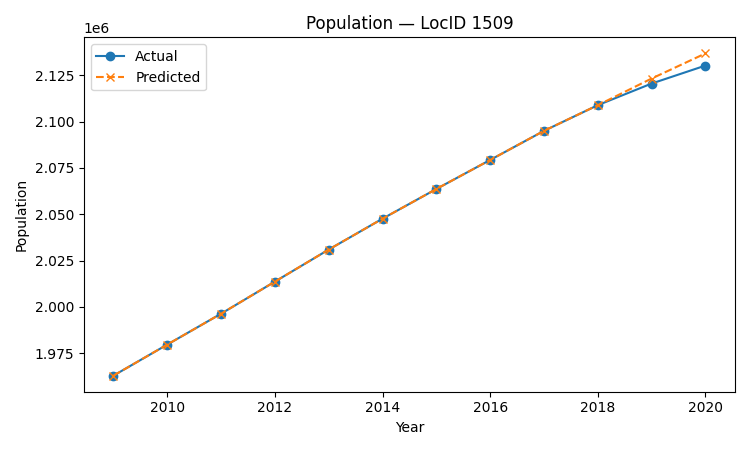 Population — LocID 1509
1e6
Actual
Predicted
2.125
2.100
2.075
2.050
2.025
2.000
1.975
Population
2010 2012 2014 2016 2018 2020
Year